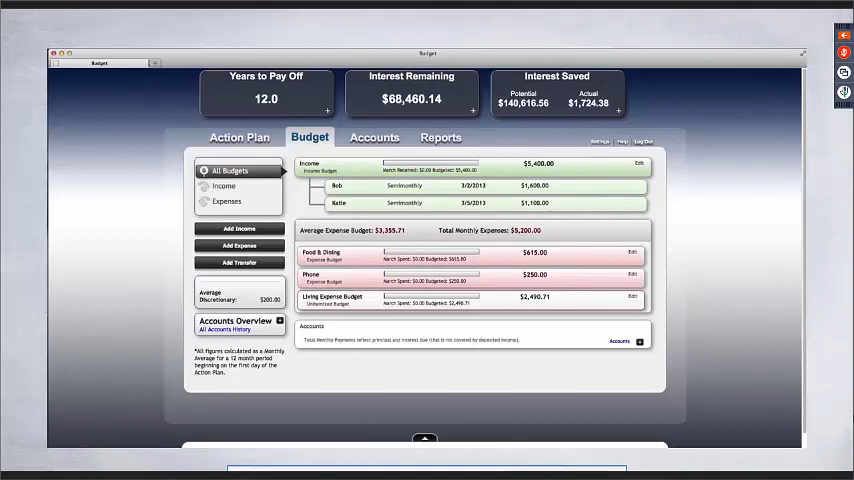 Budget
Budget
Years to Pay Off
12.0
+
Interest Remaining
$68,460.14
+
Interest Saved
Potential
$140,616.56
Actual
$1,724.38
+
Action Plan
Budget
Accounts
Reports
Settings
Help
Log Out
All Budgets
Income
Expenses
Add Income
Add Expense
Add Transfer
Average
Discretionary: $200.00
Accounts Overview
All Accounts History
*All figures calculated as a Monthly
Average for a 12 month period
beginning on the first day of the
Action Plan.
Income
Income Budget
March Received: $0.00 Budgeted: $5,400.00
$5,400.00
Edit
Bob Semimonthly 3/2/2013 $1,600.00
Katie Semimonthly 3/5/2013 $1,100.00
Average Expense Budget: $3,355.71 Total Monthly Expenses: $5,200.00
Food & Dining
Expense Budget
March Spent: $0.00 Budgeted: $615.00
$615.00
Edit
Phone
Expense Budget
March Spent: $0.00 Budgeted: $250.00
$250.00
Edit
Living Expense Budget
Unitemized Budget
March Spent: $0.00 Budgeted: $2,490.71
$2,490.71
Edit
Accounts
Total Monthly Payments reflect principal and interest due (that is not covered by deposited income).
Accounts